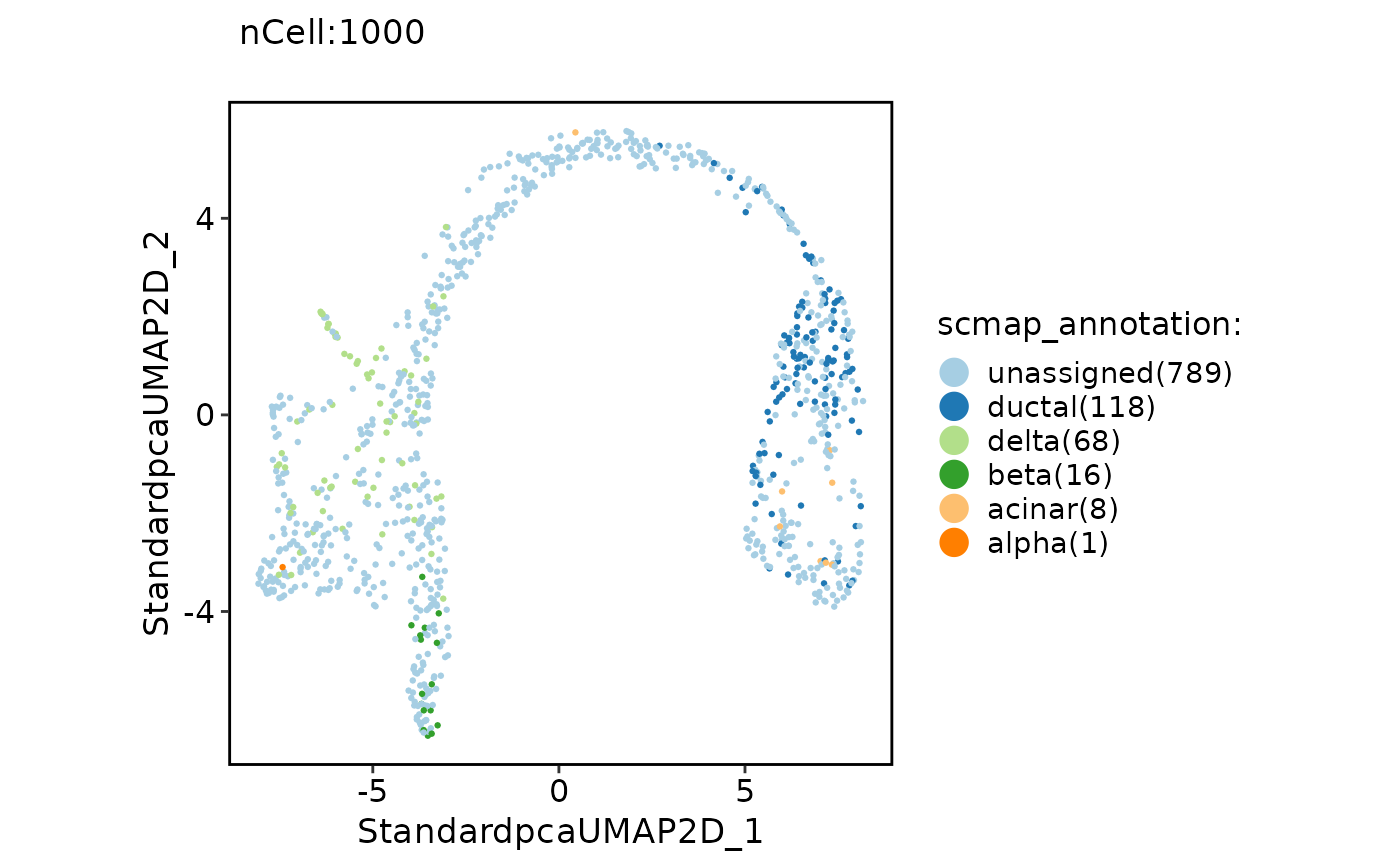 nCell:1000
StandardpcaUMAP2D_2
4
0
-4
-5
0
5
StandardpcaUMAP2D_1
scmap_annotation:
unassigned(789)
ductal(118)
delta(68)
beta(16)
acinar(8)
alpha(1)